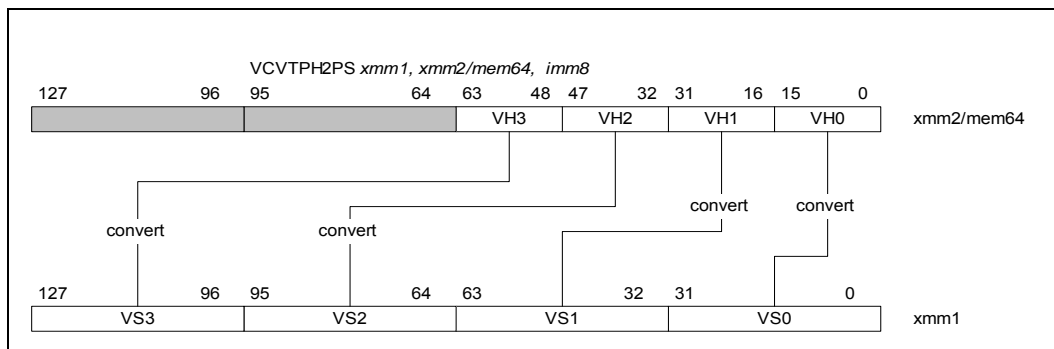 VCVTPH2PS xmm1, xmm2/mem64, imm8
127 96 95 64 63 48 47 32 31 16 15 0
VH3 VH2 VH1 VH0 xmm2/mem64
convert convert convert convert
127 96 95 64 63 32 31 0
VS3 VS2 VS1 VS0 xmm1